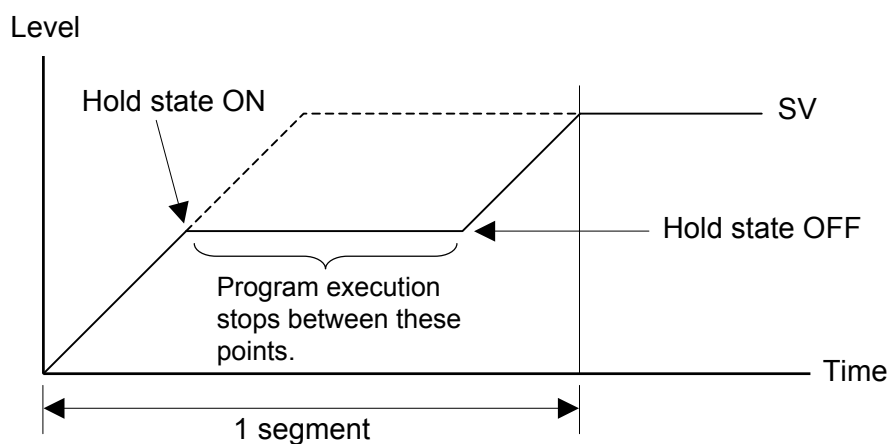 Level
Hold state ON
SV
Hold state OFF
Program execution
stops between these
points.
Time
1 segment